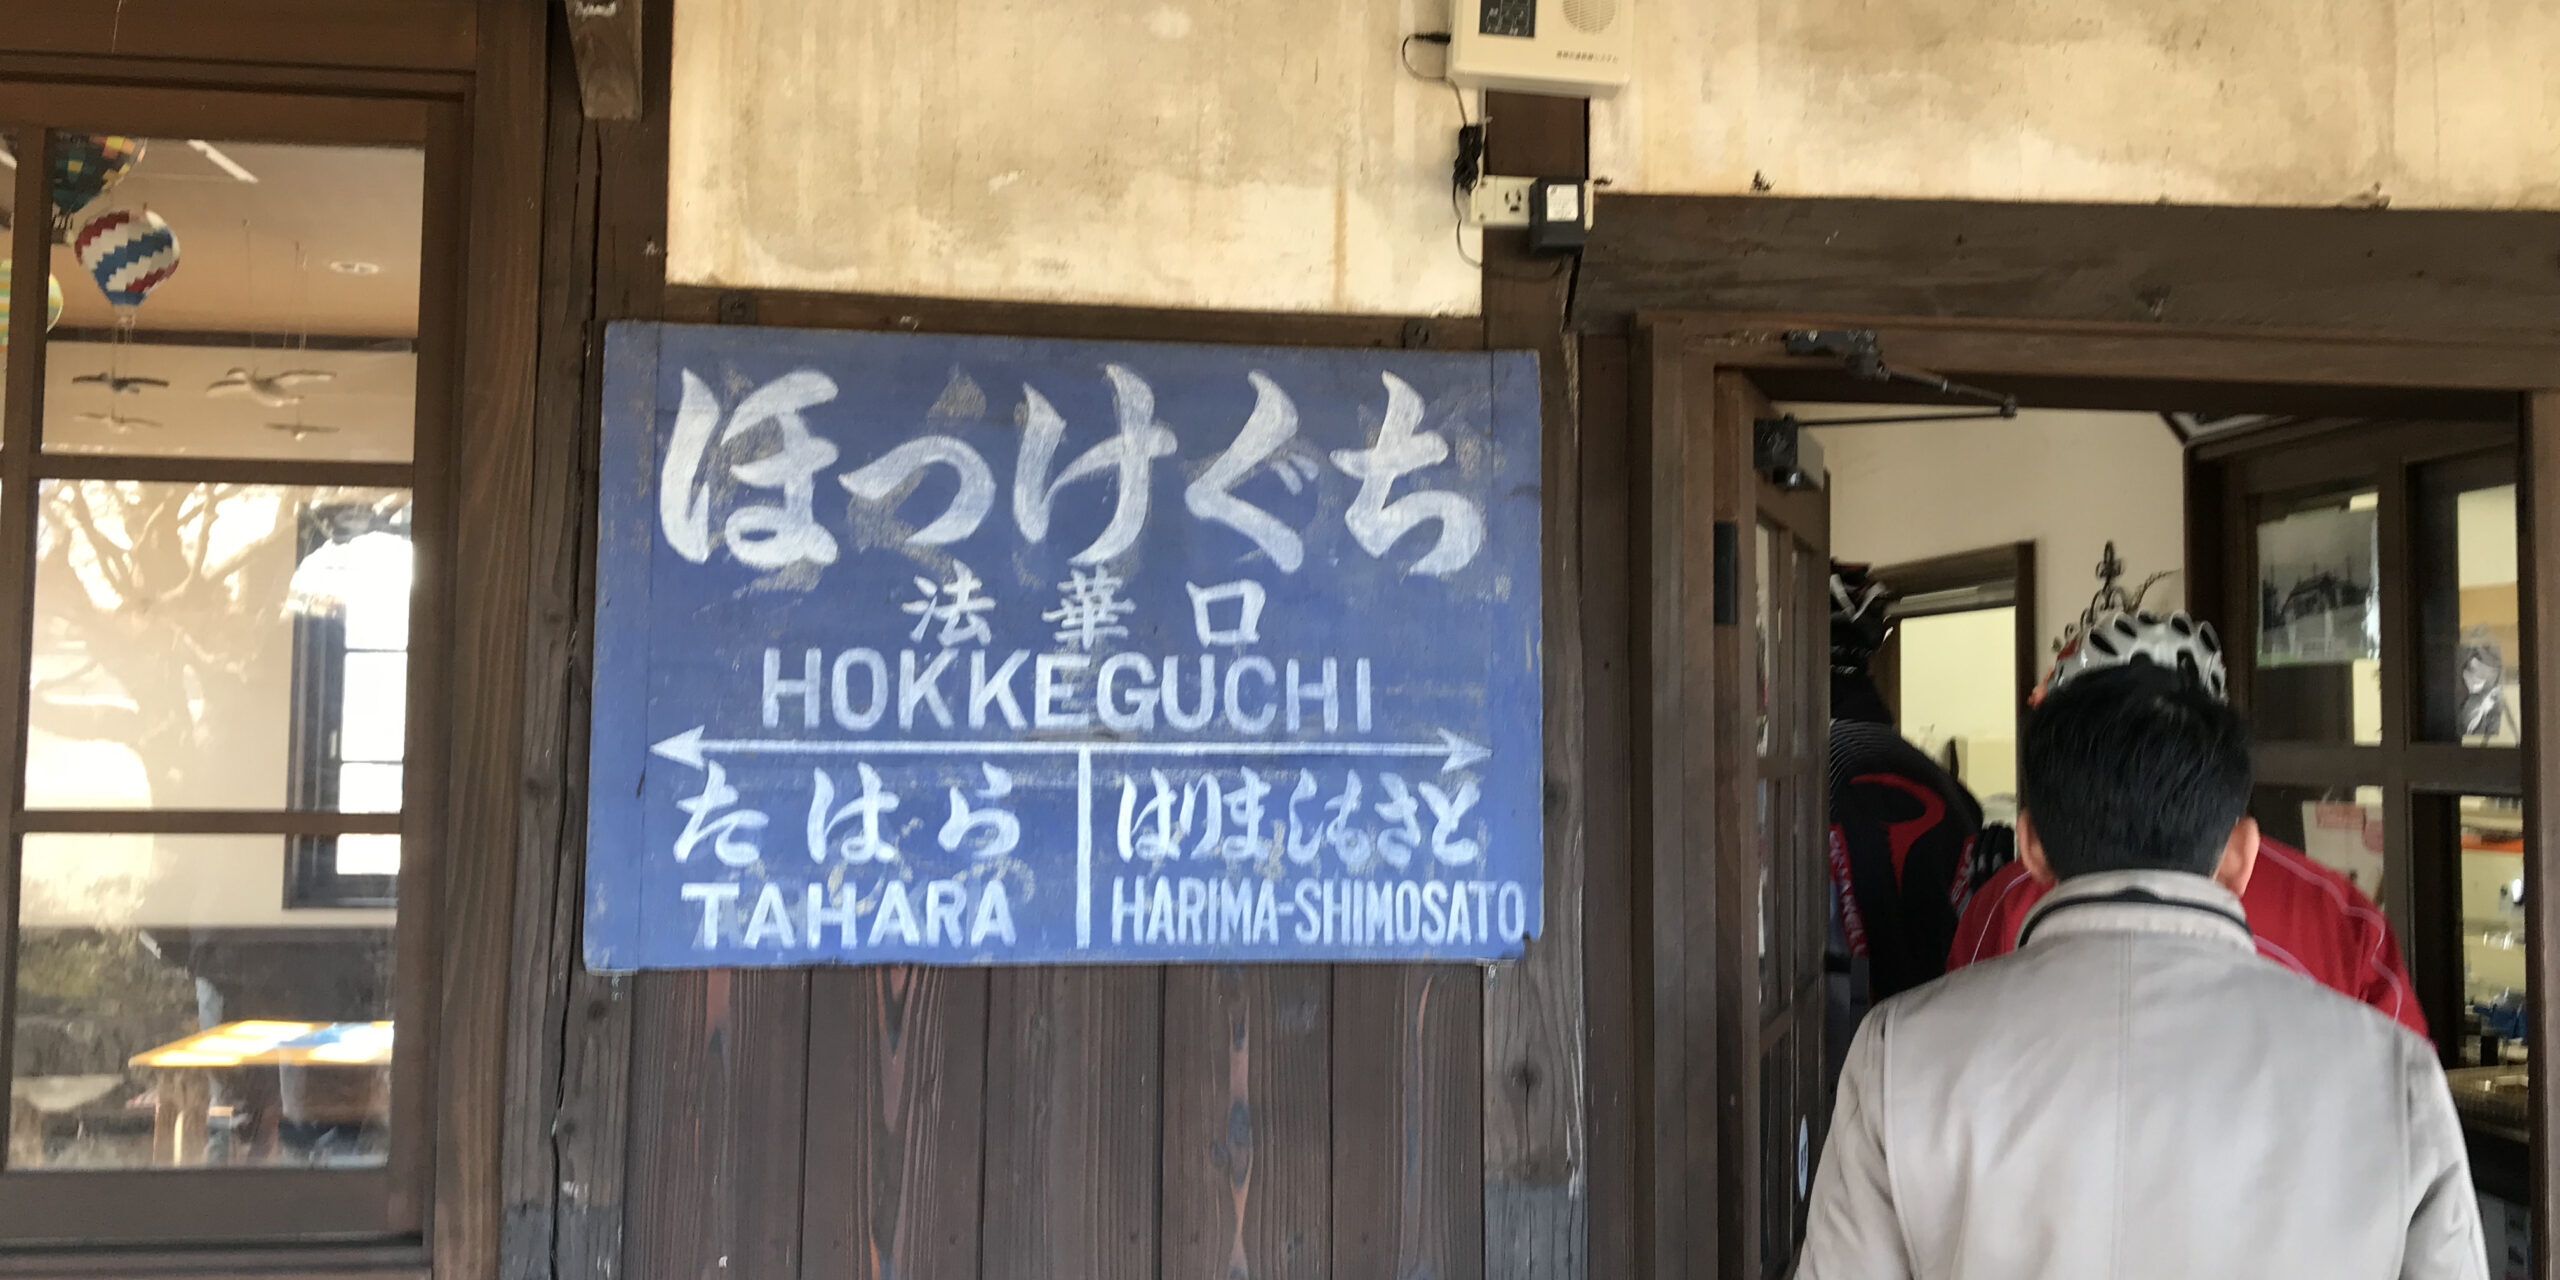 ほっけぐち
法華口
HOKKEGUCHI
たはら
はりましもさと
TAHARA
HARIMA-SHIMOSATO